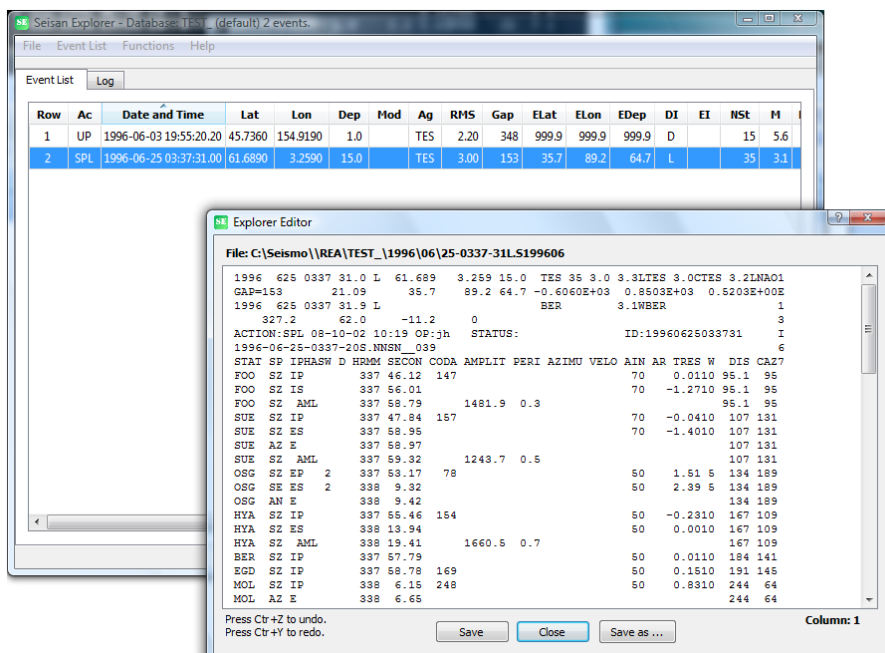 SE Seisan Explorer - Database: TEST_ (default) 2 events.
File Event List Functions Help
Event List Log
Row Ac Date and Time Lat Lon Dep Mod Ag RMS Gap ELat ELon EDep DI EI NSt M
1 UP 1996-06-03 19:55:20.20 45.7360 154.9190 1.0 TES 2.20 348 999.9 999.9 999.9 D 15 5.6
2 SPL 1996-06-25 03:37:31.00 61.6890 3.2590 15.0 TES 3.00 153 35.7 89.2 64.7 L 35 3.1
SE Explorer Editor
File: C:\Seismo\\REA\TEST_\1996\06\25-0337-31L.S199606
1996 625 0337 31.0 L 61.689 3.259 15.0 TES 35 3.0 3.3LTES 3.0CTES 3.2LNAO1
GAP=153 21.09 35.7 89.2 64.7 -0.6060E+03 0.8503E+03 0.5203E+00E
1996 625 0337 31.9 L BER 3.1WBER 1
327.2 62.0 -11.2 0 3
ACTION:SPL 08-10-02 10:19 OP:jh STATUS: ID:19960625033731 I
1996-06-25-0337-20S.NNSN__039 6
STAT SP IPHASW D HRMM SECON CODA AMPLIT PERI AZIMU VELO AIN AR TRES W DIS CAZ7
FOO SZ IP 337 46.12 147 70 0.0110 95.1 95
FOO SZ IS 337 56.01 70 -1.2710 95.1 95
FOO SZ AML 337 58.79 1481.9 0.3 95.1 95
SUE SZ IP 337 47.84 157 70 -0.0410 107 131
SUE SZ ES 337 58.95 70 -1.4010 107 131
SUE AZ E 337 58.97 107 131
SUE SZ AML 337 59.32 1243.7 0.5 107 131
OSG SZ EP 2 337 53.17 78 50 1.51 5 134 189
OSG SE ES 2 338 9.32 50 2.39 5 134 189
OSG AN E 338 9.42 134 189
HYA SZ IP 337 55.46 154 50 -0.2310 167 109
HYA SZ ES 338 13.94 50 0.0010 167 109
HYA SZ AML 338 19.41 1660.5 0.7 167 109
BER SZ IP 337 57.79 50 0.0110 184 141
EGD SZ IP 337 58.78 169 50 0.1510 191 145
MOL SZ IP 338 6.15 248 50 0.8310 244 64
MOL AZ E 338 6.65 244 64
Press Ctr+Z to undo.
Press Ctr+Y to redo.
Save Close Save as ...
Column: 1